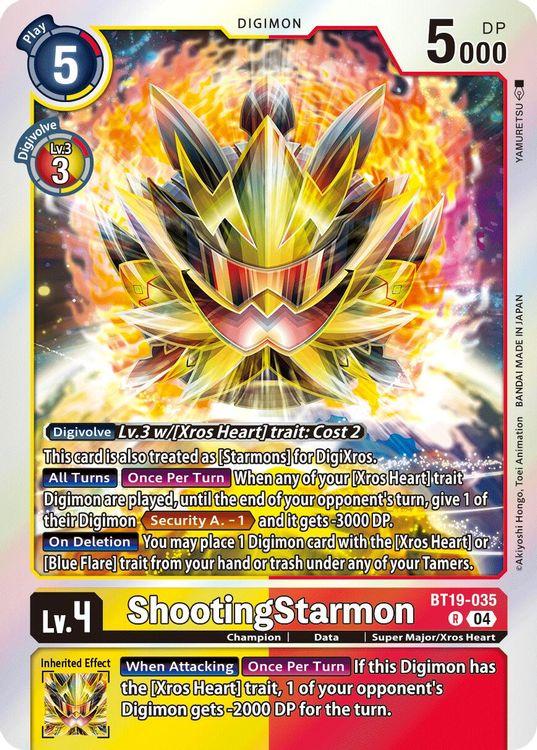 DIGIMON
Play
5
DP
5000
Digivolve
Lv.3
3
YAMURETSU
©Akiyoshi Hongo, Toei Animation BANDAI MADE IN JAPAN
Digivolve Lv.3 w/[Xros Heart] trait: Cost 2
This card is also treated as [Starmons] for DigiXros.
All Turns Once Per Turn When any of your [Xros Heart] trait
Digimon are played, until the end of your opponent's turn, give 1 of
their Digimon Security A. -1 and it gets -3000 DP.
On Deletion You may place 1 Digimon card with the [Xros Heart] or
[Blue Flare] trait from your hand or trash under any of your Tamers.
Lv.4
ShootingStarmon
BT19-035
R 04
Champion | Data | Super Major/Xros Heart
Inherited Effect
When Attacking Once Per Turn If this Digimon has
the [Xros Heart] trait, 1 of your opponent's
Digimon gets -2000 DP for the turn.